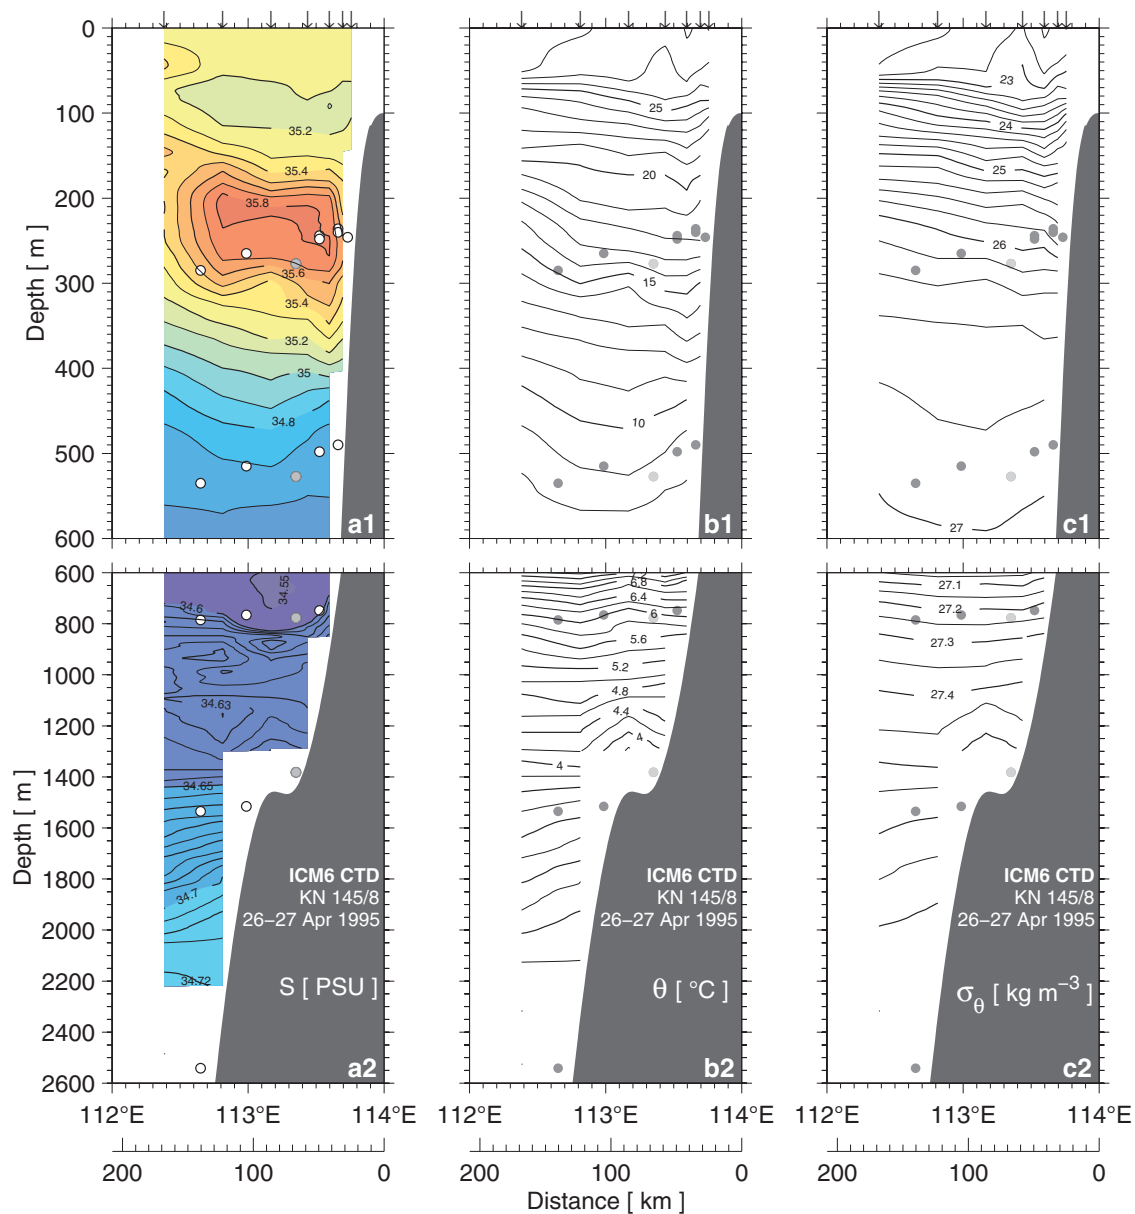 0
100
200
300
400
500
600
Depth [ m ]
35.2
35.4
35.8
35.6
35.4
35.2
35
34.8
a1
25
20
15
10
b1
23
24
25
26
27
c1
600
800
1000
1200
1400
1600
1800
2000
2200
2400
2600
Depth [ m ]
34.55
34.6
34.63
34.65
34.7
34.72
ICM6 CTD
KN 145/8
26–27 Apr 1995
S [ PSU ]
a2
7.2
6.8
6.4
6
5.6
5.2
4.8
4.4
4
4
ICM6 CTD
KN 145/8
26–27 Apr 1995
θ [ °C ]
b2
27.1
27.2
27.3
27.4
ICM6 CTD
KN 145/8
26–27 Apr 1995
σθ [ kg m−3 ]
c2
112°E 113°E 114°E
112°E 113°E 114°E
112°E 113°E 114°E
200 100 0
200 100 0
200 100 0
Distance [ km ]